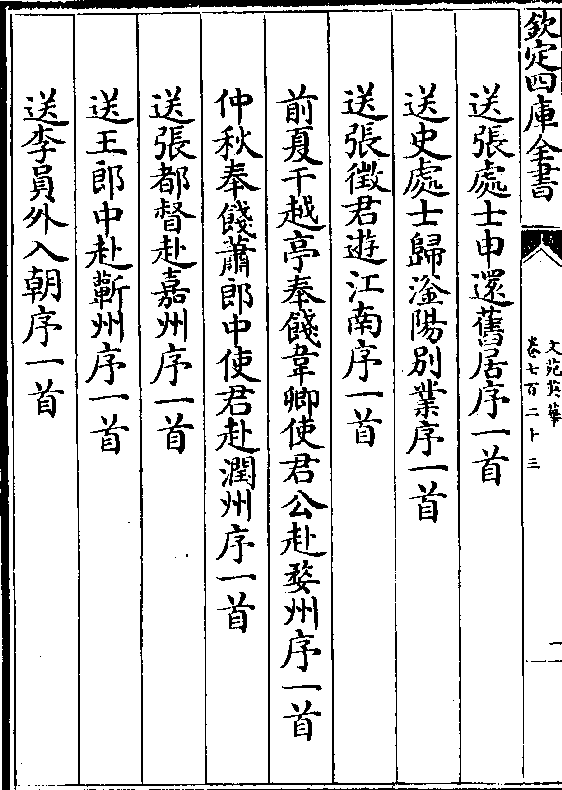 欽定四庫全書
文苑英華
卷七百二十三
一
送張處士申還舊居序一首
送史處士歸滏陽別業序一首
送張徵君遊江南序一首
前夏干越亭奉餞韋卿使君公赴婺州序一首
仲秋奉餞蕭郎中使君赴潤州序一首
送張都督赴嘉州序一首
送王郎中赴蘄州序一首
送李員外入朝序一首